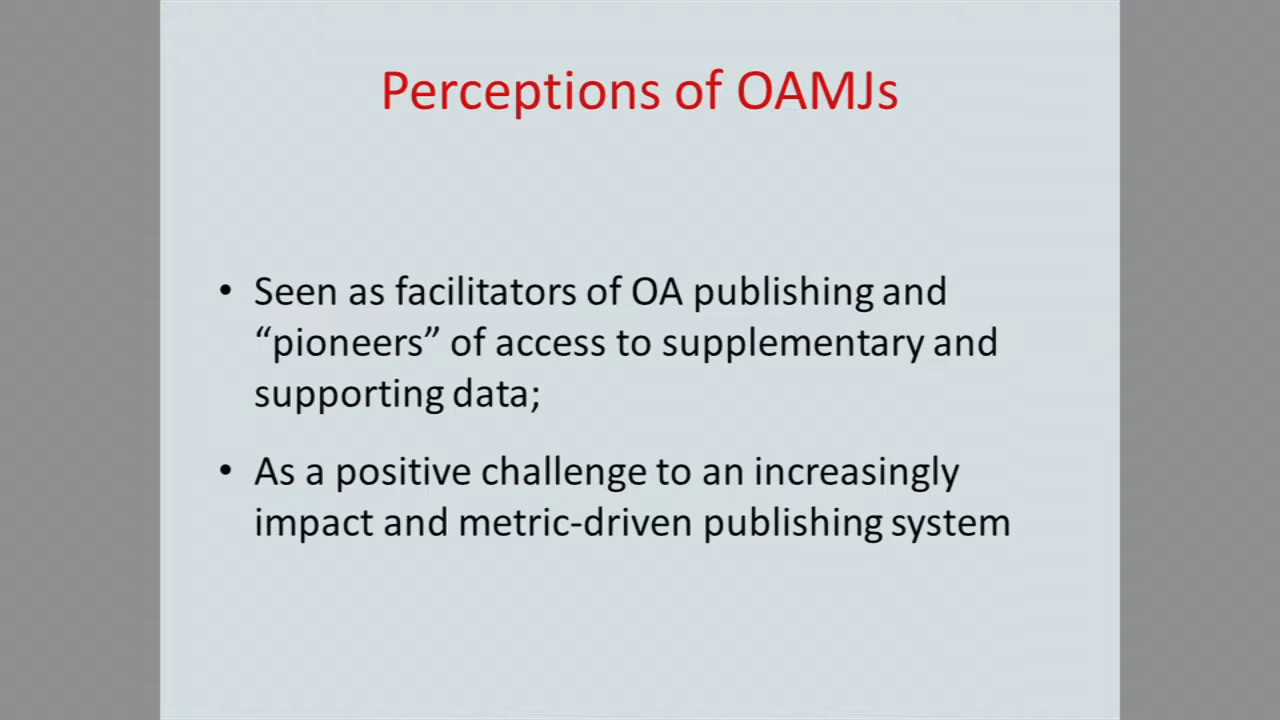 Perceptions of OAMJs
• Seen as facilitators of OA publishing and
“pioneers” of access to supplementary and
supporting data;
• As a positive challenge to an increasingly
impact and metric-driven publishing system